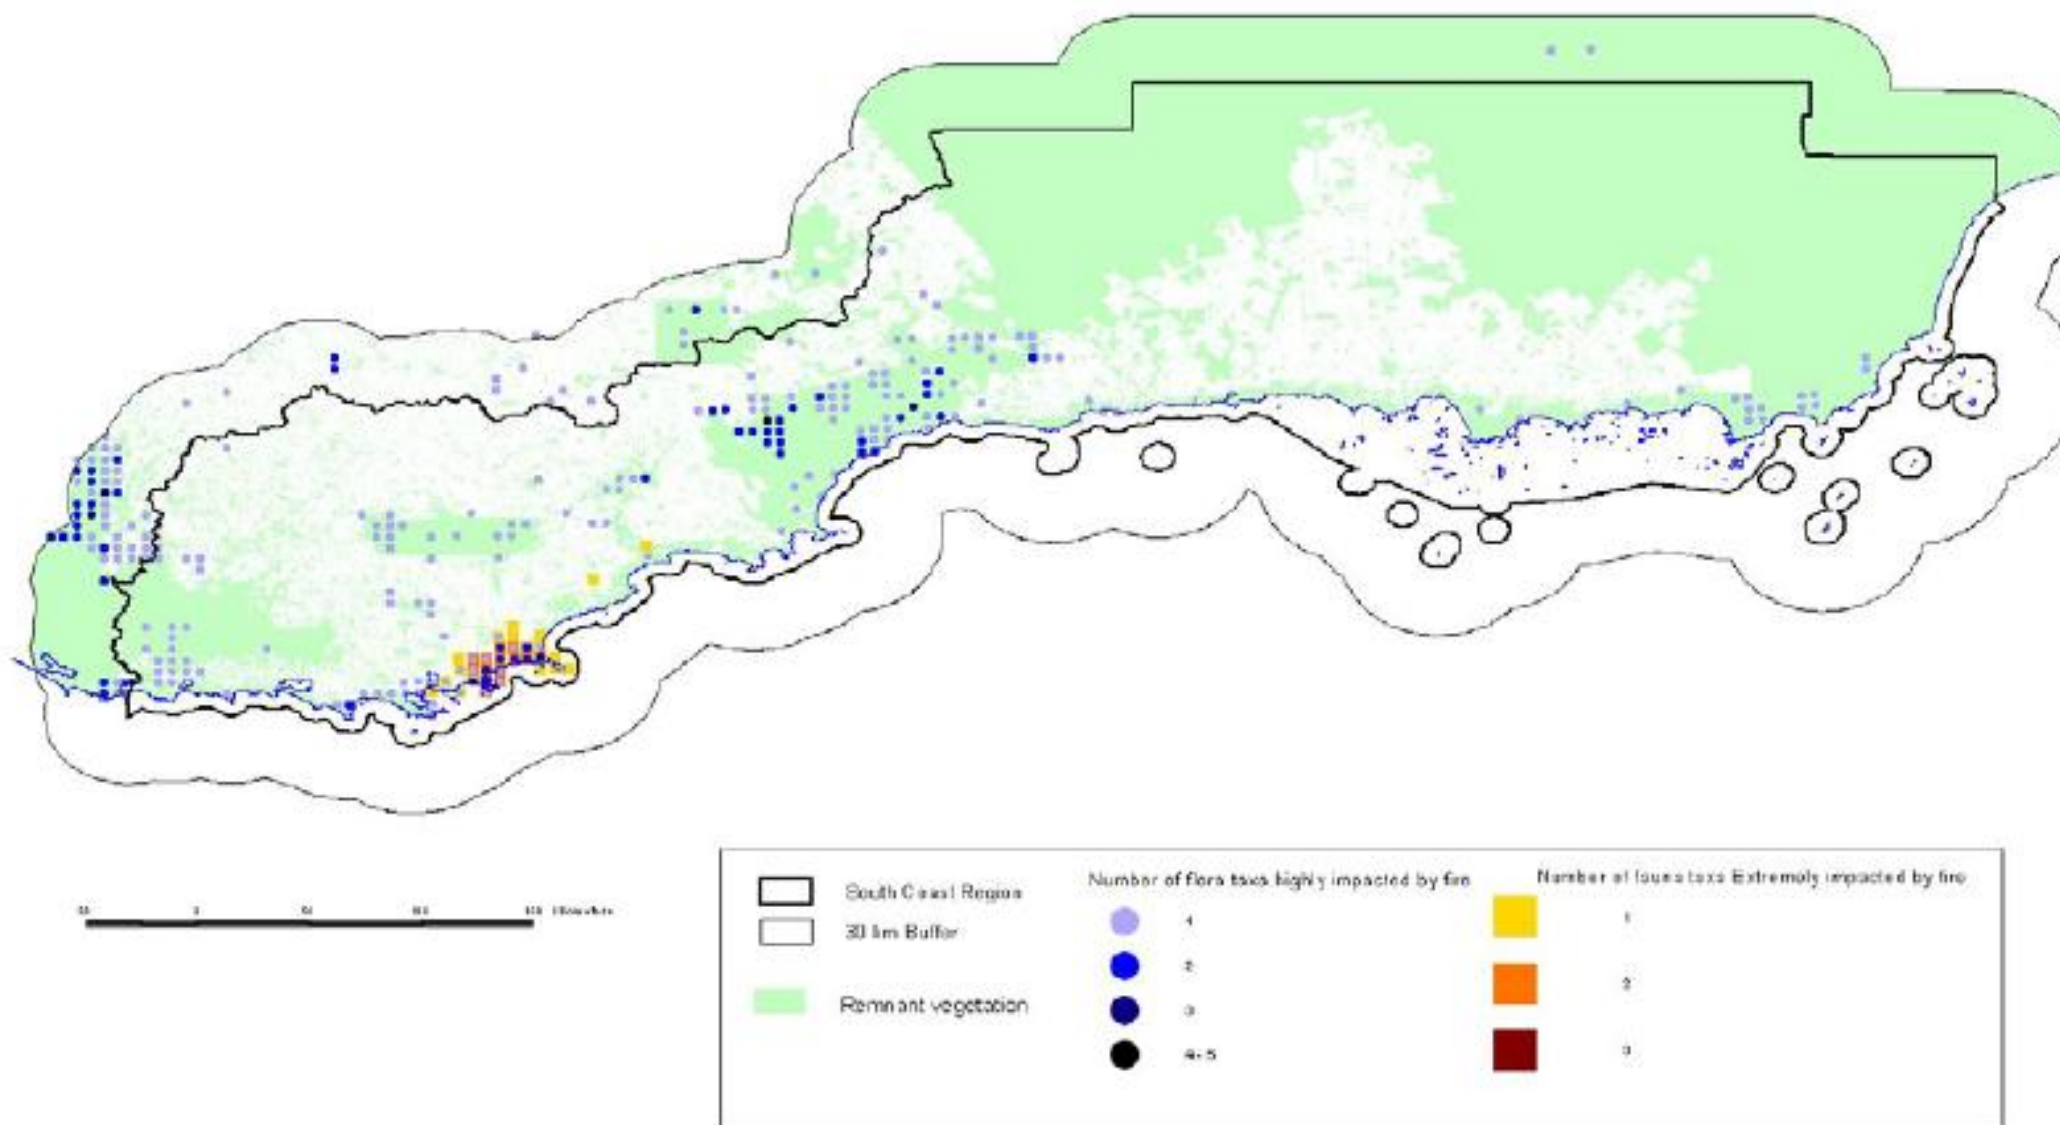 South Coast Region
30 km Buffer
Remnant vegetation
Number of flora taxa highly impacted by fire
1
2
3
4 - 5
Number of fauna taxa Extremely impacted by fire
1
2
3